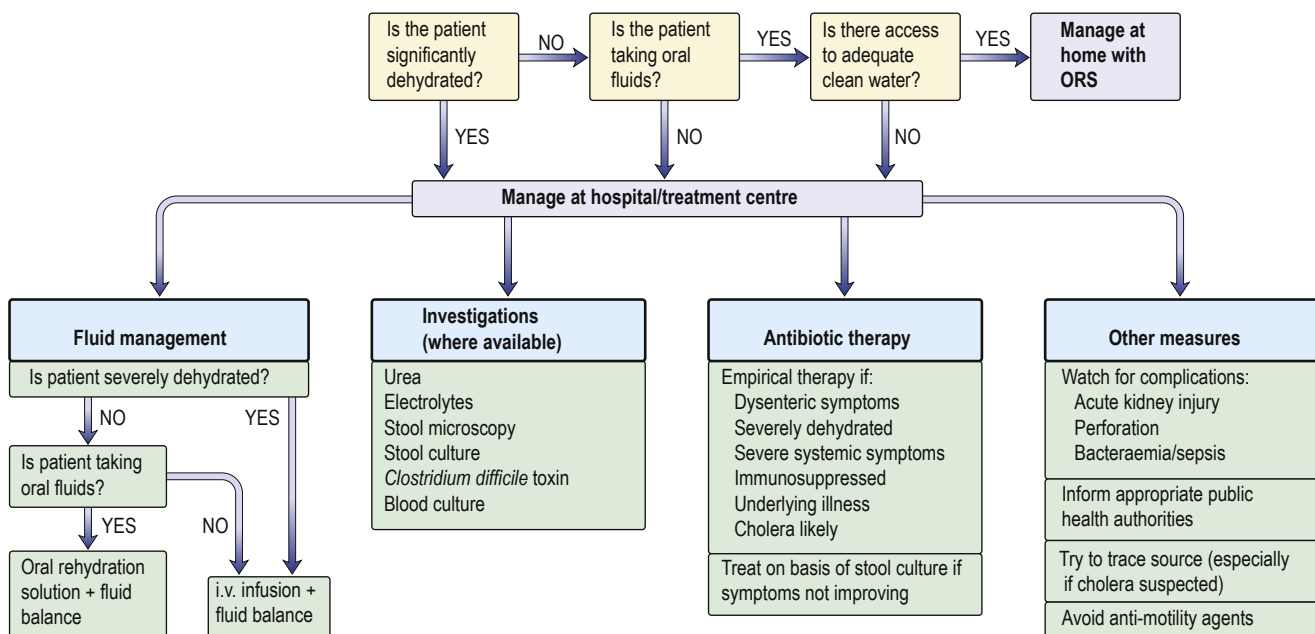 Is the patient
significantly
dehydrated?
NO
Is the patient
taking oral
fluids?
YES
Is there access
to adequate
clean water?
YES
Manage at
home with
ORS
YES
NO
NO
Manage at hospital/treatment centre
Fluid management
Is patient severely dehydrated?
NO
YES
Is patient taking
oral fluids?
YES
NO
Oral rehydration
solution + fluid
balance
i.v. infusion +
fluid balance
Investigations
(where available)
Urea
Electrolytes
Stool microscopy
Stool culture
Clostridium difficile toxin
Blood culture
Antibiotic therapy
Empirical therapy if:
Dysenteric symptoms
Severely dehydrated
Severe systemic symptoms
Immunosuppressed
Underlying illness
Cholera likely
Treat on basis of stool culture if
symptoms not improving
Other measures
Watch for complications:
Acute kidney injury
Perforation
Bacteraemia/sepsis
Inform appropriate public
health authorities
Try to trace source (especially
if cholera suspected)
Avoid anti-motility agents